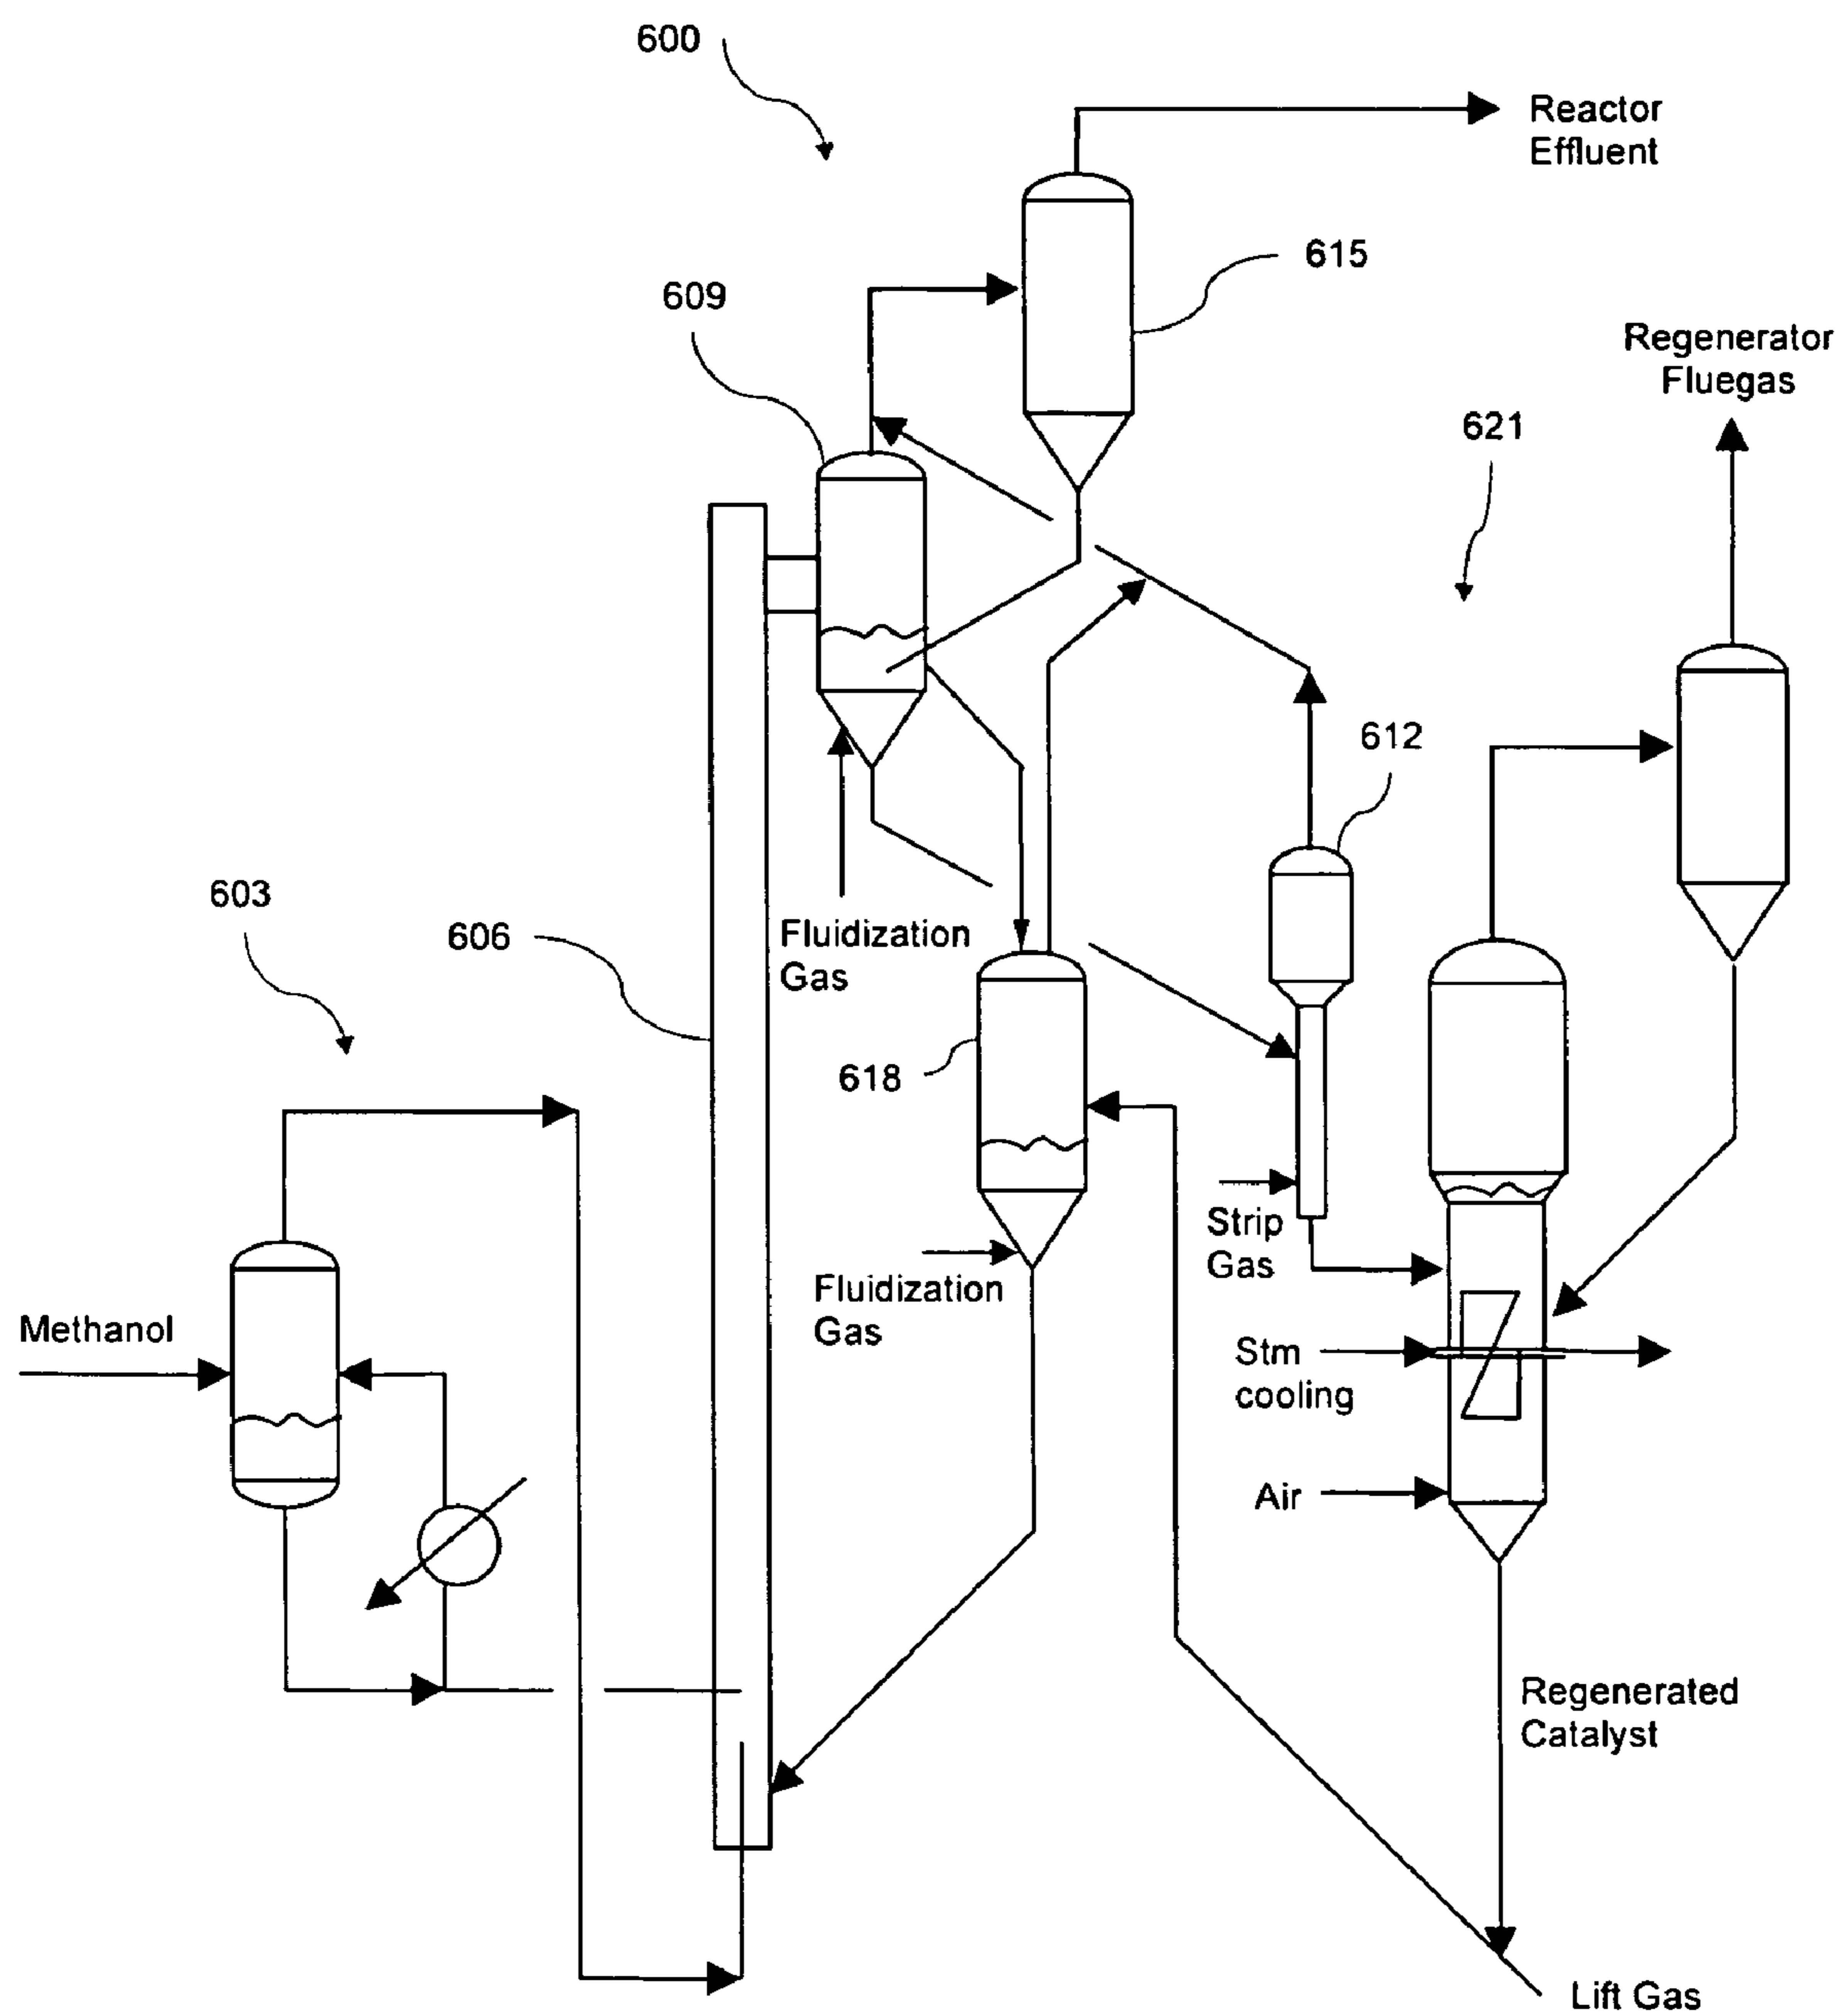 600
Reactor
Effluent
615
609
Regenerator
Fluegas
621
612
603
606
Fluidization
Gas
618
Strip
Gas
Fluidization
Gas
Methanol
Stm
cooling
Air
Regenerated
Catalyst
Lift Gas